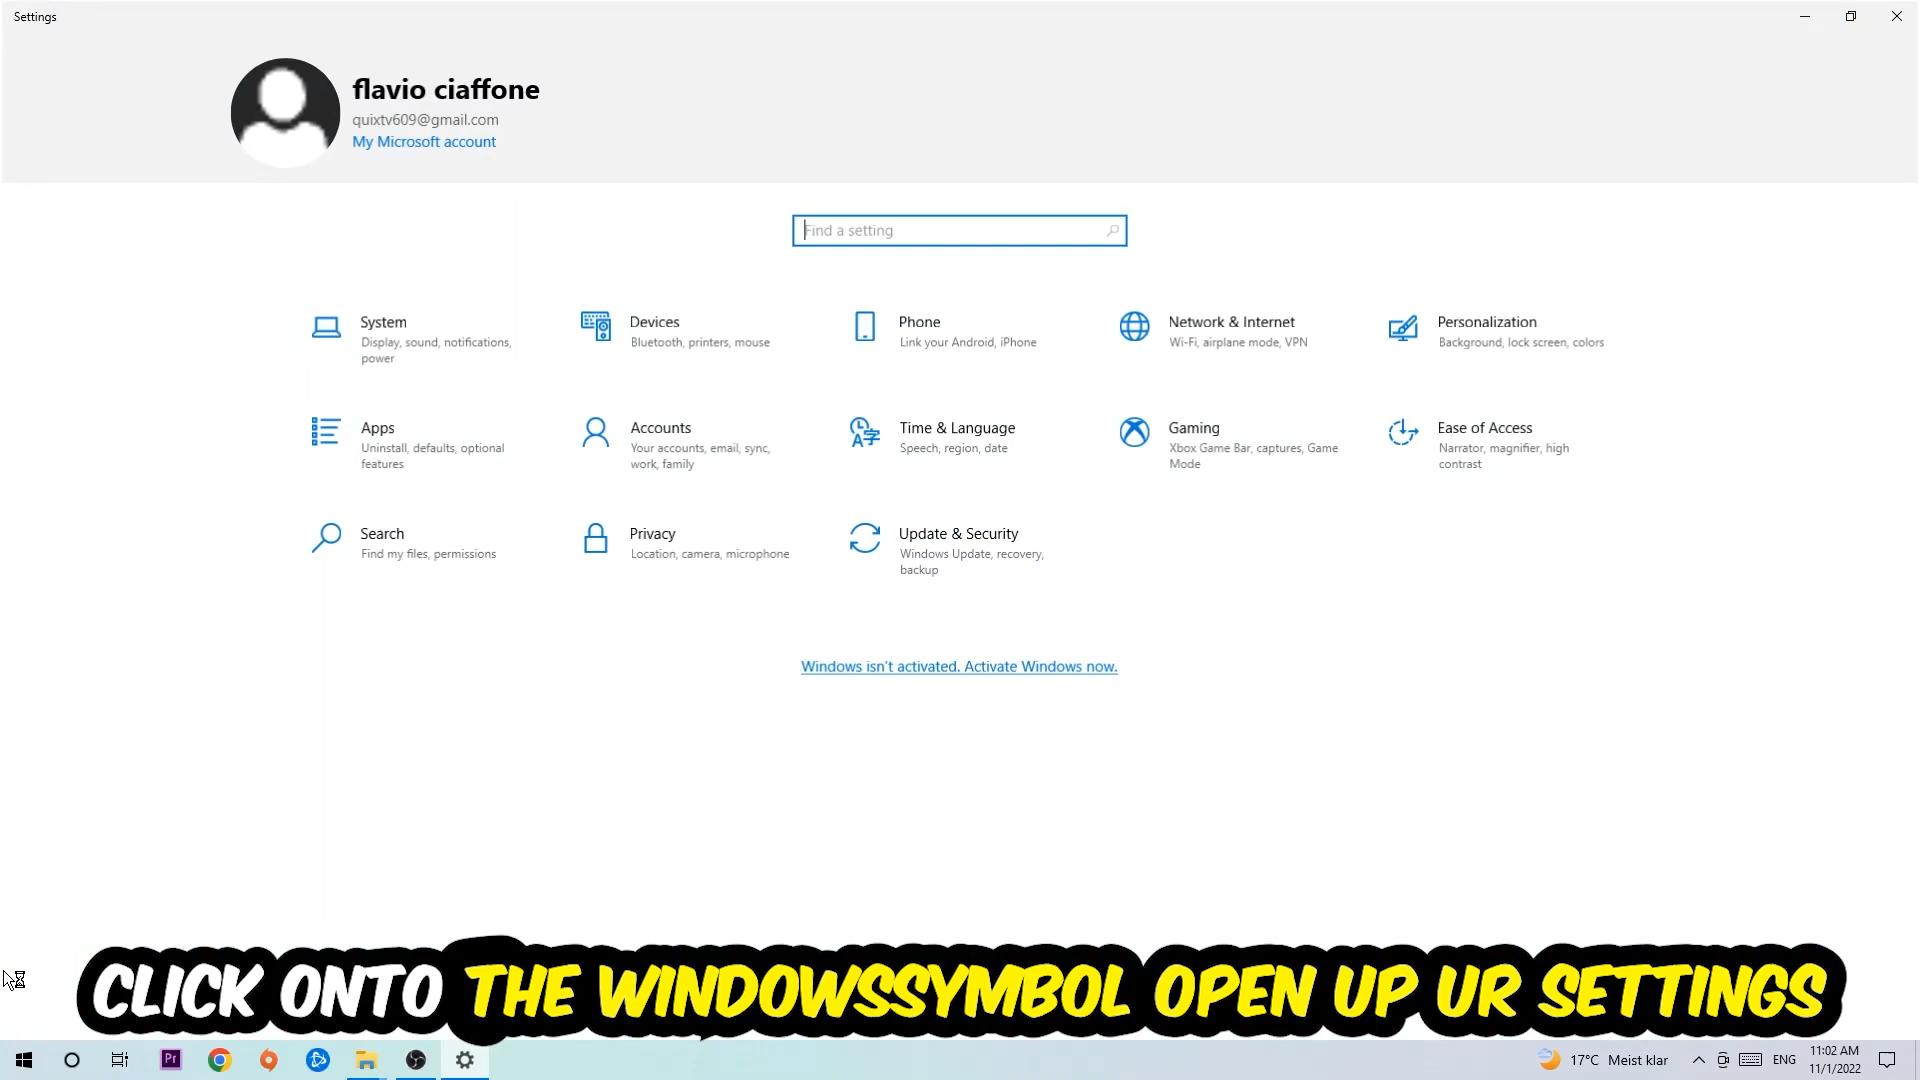 Settings
flavio ciaffone
quixtv609@gmail.com
My Microsoft account
Find a setting
System
Display, sound, notifications,
power
Devices
Bluetooth, printers, mouse
Phone
Link your Android, iPhone
Network & Internet
Wi-Fi, airplane mode, VPN
Personalization
Background, lock screen, colors
Apps
Uninstall, defaults, optional
features
Accounts
Your accounts, email, sync,
work, family
Time & Language
Speech, region, date
Gaming
Xbox Game Bar, captures, Game
Mode
Ease of Access
Narrator, magnifier, high
contrast
Search
Find my files, permissions
Privacy
Location, camera, microphone
Update & Security
Windows Update, recovery,
backup
Windows isn't activated. Activate Windows now.
CLICK ONTO THE WINDOWSSYMBOL OPEN UP UR SETTINGS
Pr
17°C Meist klar
ENG
11:02 AM
11/1/2022